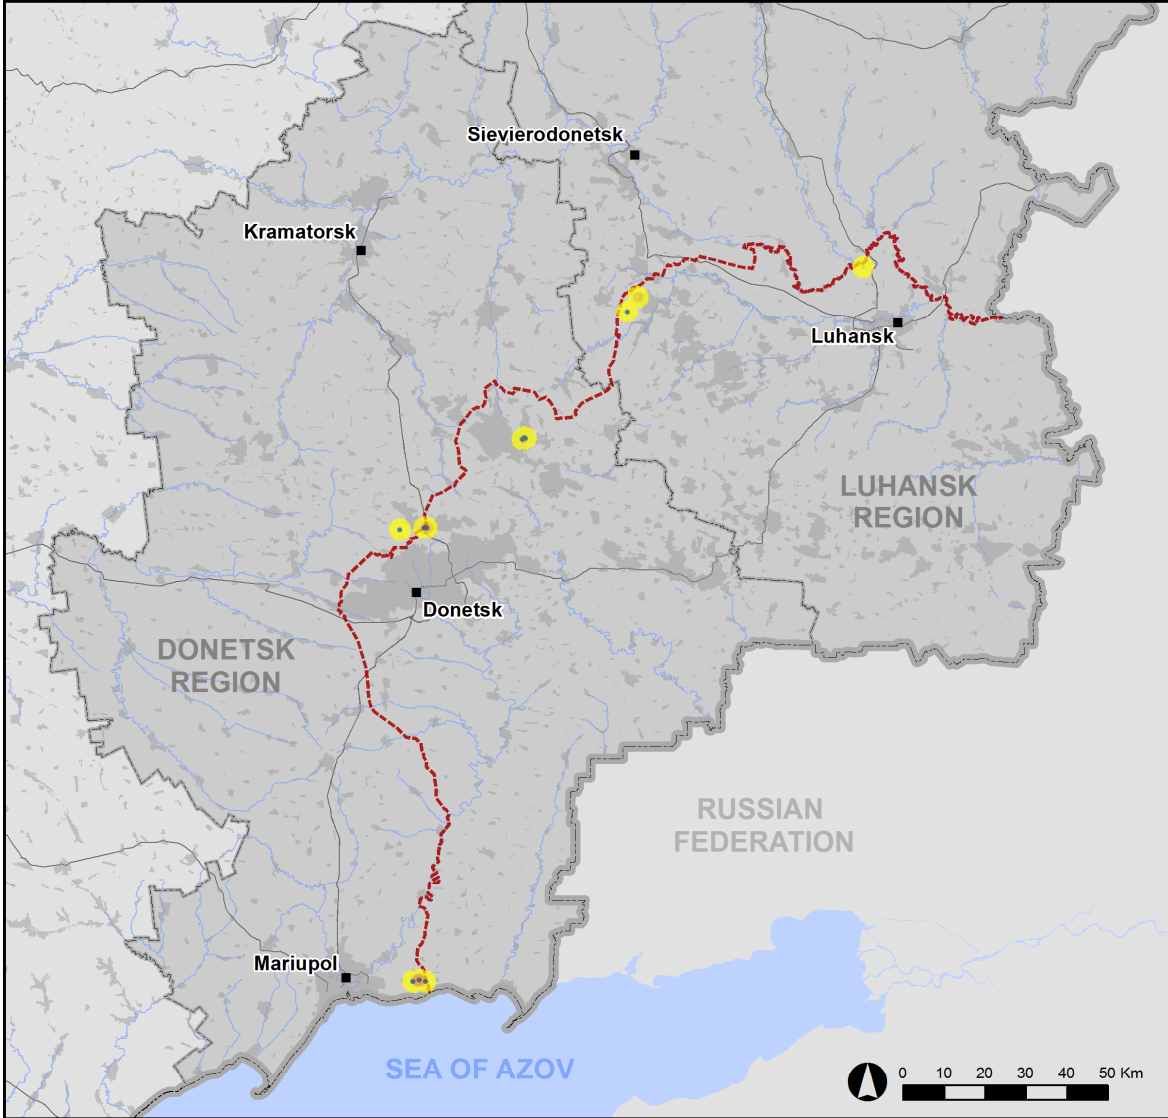 Sievierodonetsk
Kramatorsk
Luhansk
LUHANSK
REGION
Donetsk
DONETSK
REGION
RUSSIAN
FEDERATION
Mariupol
SEA OF AZOV
0 10 20 30 40 50 Km